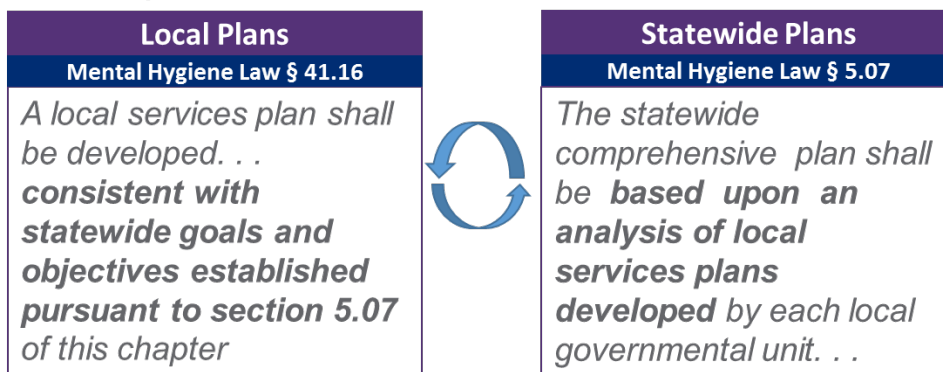 Local Plans
Mental Hygiene Law § 41.16
A local services plan shall
be developed. . .
consistent with
statewide goals and
objectives established
pursuant to section 5.07
of this chapter
Statewide Plans
Mental Hygiene Law § 5.07
The statewide
comprehensive plan shall
be based upon an
analysis of local
services plans
developed by each local
governmental unit. . .